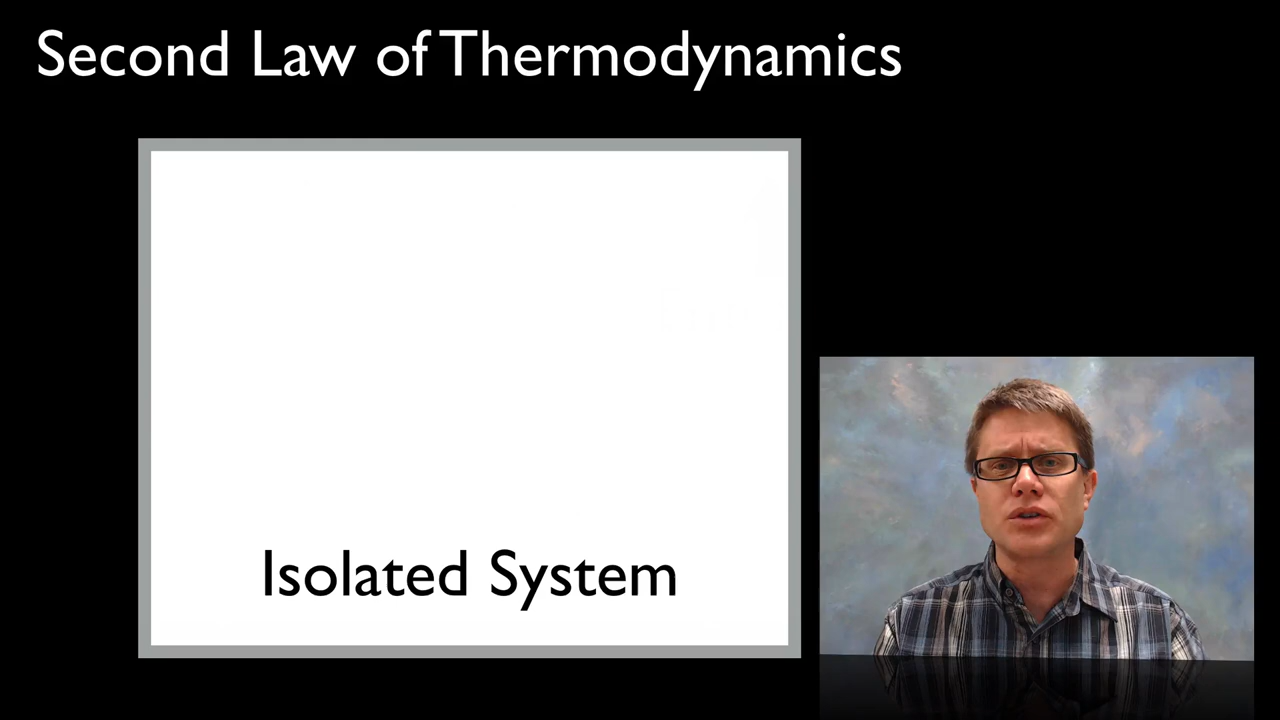 Second Law of Thermodynamics
Isolated System